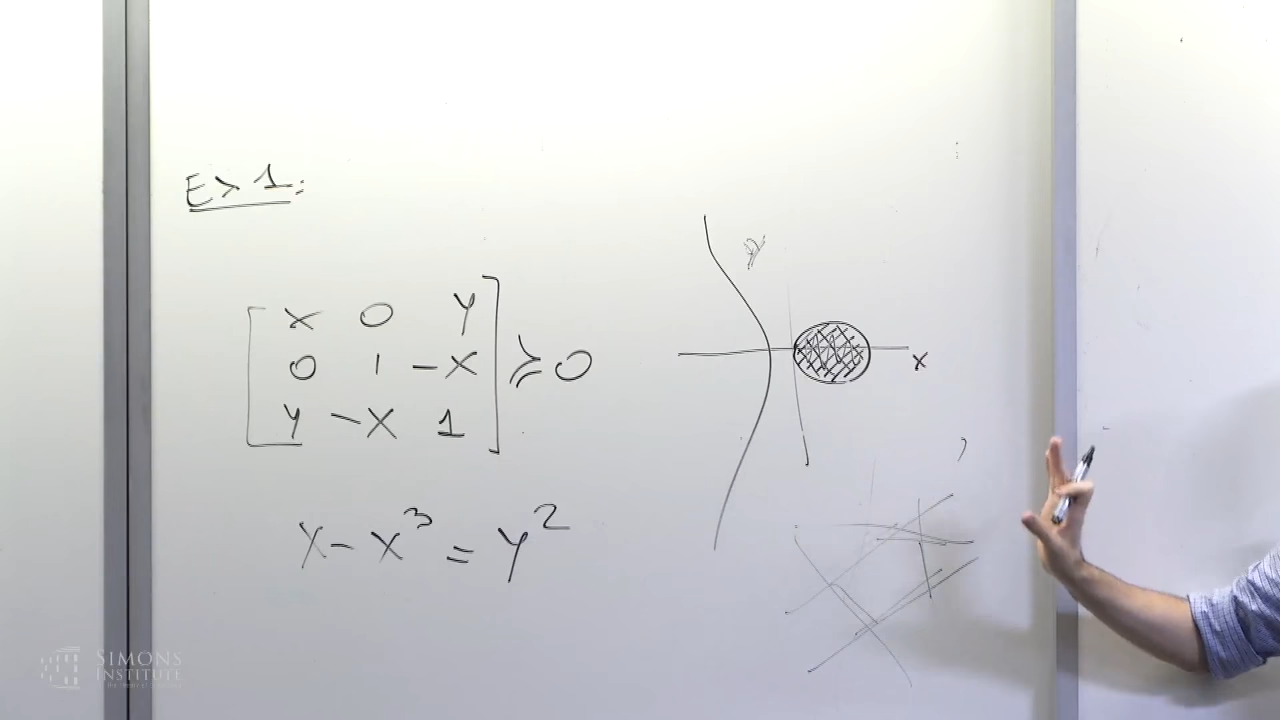 Ex 1:
x 0 y
0 1 -x ≽ 0
y -x 1
x - x³ = y²
y
x
SIMONS
INSTITUTE